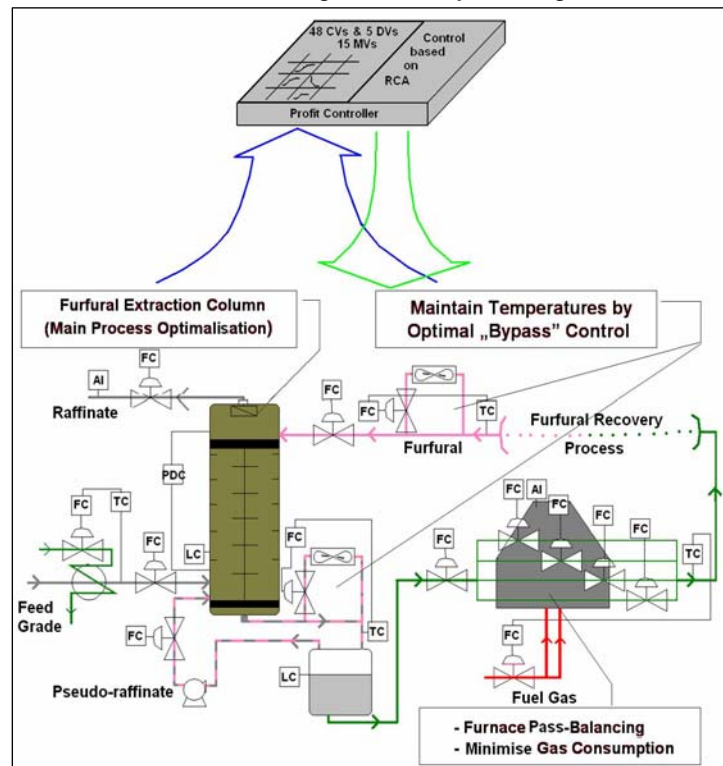 48 CVs & 5 DVs
15 MVs
Control
based
on
RCA
Profit Controller
Furfural Extraction Column
(Main Process Optimalisation)
Maintain Temperatures by
Optimal „Bypass” Control
FC
AI
Raffinate
FC
FC
TC
Furfural
Furfural Recovery
Process
PDC
FC
TC
FC
LC
Feed
Grade
FC
FC
TC
FC
LC
Pseudo-raffinate
FC
FC
AI
FC
FC
FC
TC
FC
Fuel Gas
- Furnace Pass-Balancing
- Minimise Gas Consumption